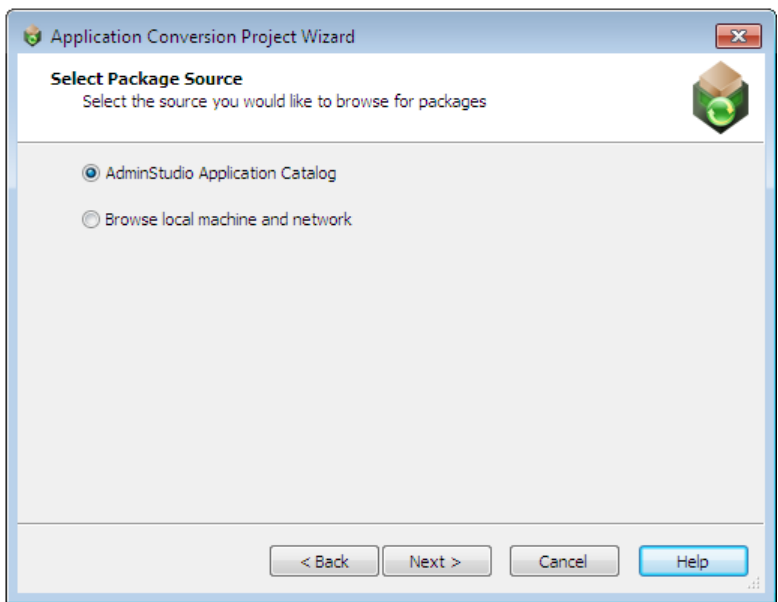 Application Conversion Project Wizard
Select Package Source
Select the source you would like to browse for packages
AdminStudio Application Catalog
Browse local machine and network
< Back Next > Cancel Help